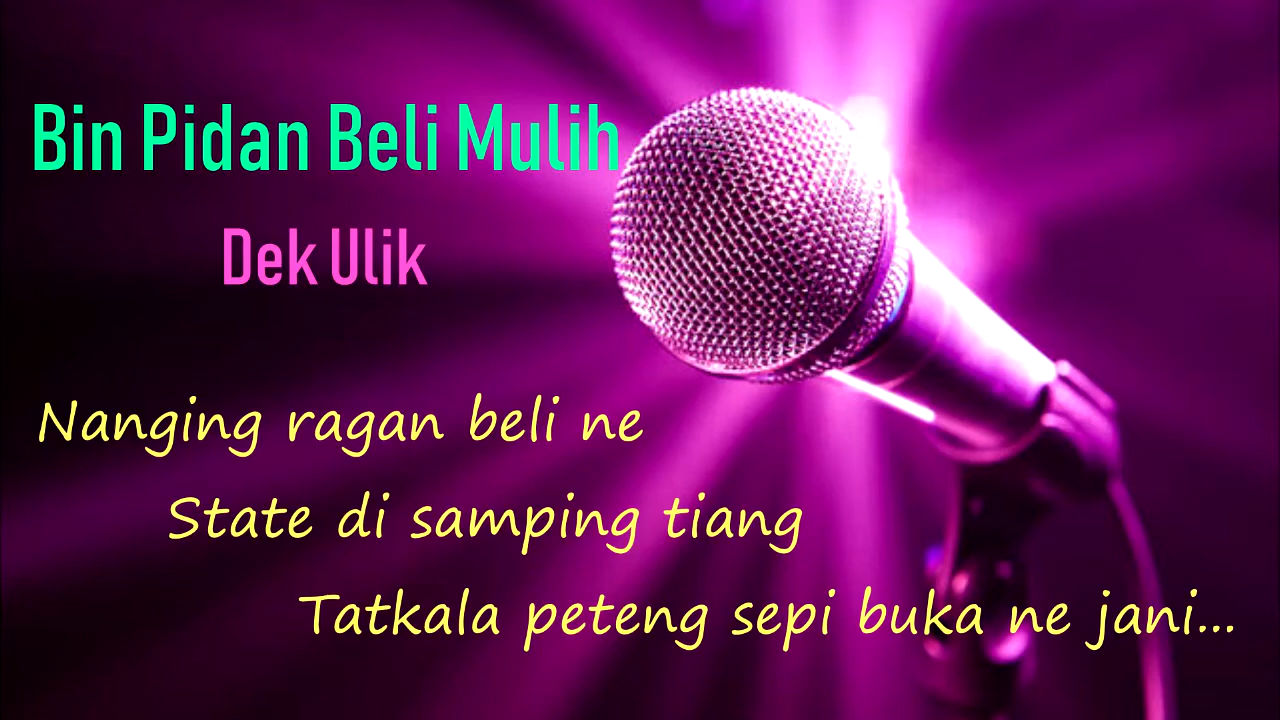 Bin Pidan Beli Mulih
Dek Ulik
Nanging ragan beli ne
State di samping tiang
Tatkala peteng sepi buka ne jani...